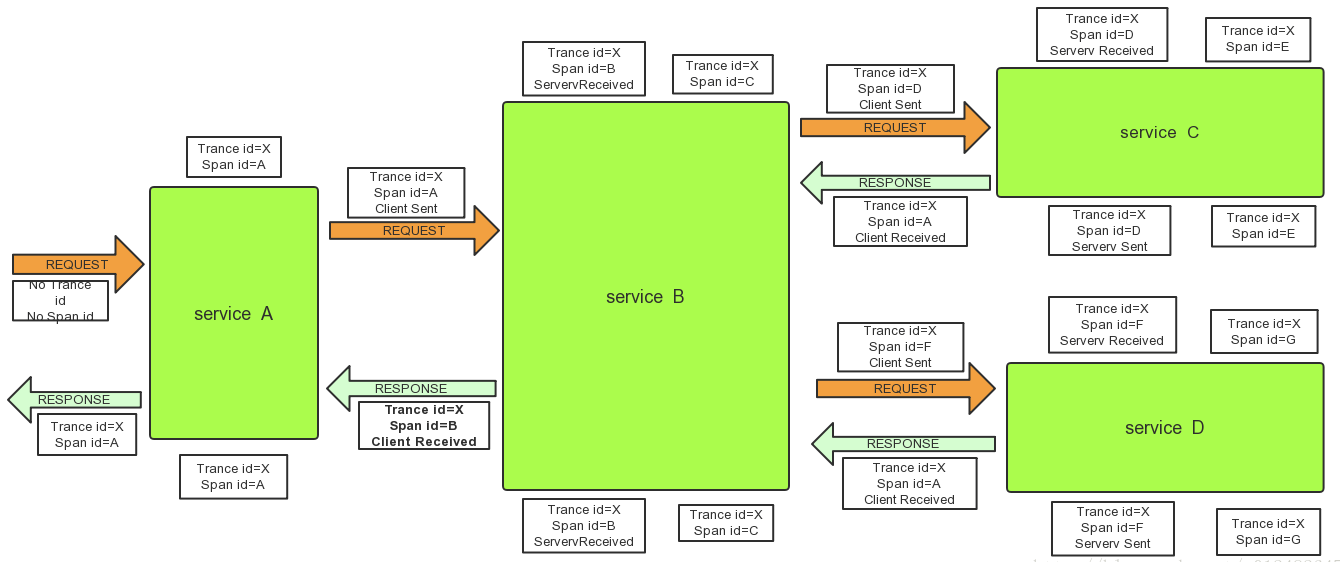 Trance id=X
Span id=A
REQUEST
No Trance
id
No Span id
service A
RESPONSE
Trance id=X
Span id=A
Trance id=X
Span id=A
Trance id=X
Span id=A
Client Sent
REQUEST
RESPONSE
Trance id=X
Span id=B
Client Received
Trance id=X
Span id=B
ServervReceived
Trance id=X
Span id=C
service B
Trance id=X
Span id=B
ServervReceived
Trance id=X
Span id=C
Trance id=X
Span id=D
Client Sent
REQUEST
RESPONSE
Trance id=X
Span id=A
Client Received
Trance id=X
Span id=D
Serverv Received
Trance id=X
Span id=E
service C
Trance id=X
Span id=D
Serverv Sent
Trance id=X
Span id=E
Trance id=X
Span id=F
Client Sent
REQUEST
RESPONSE
Trance id=X
Span id=A
Client Received
Trance id=X
Span id=F
Serverv Received
Trance id=X
Span id=G
service D
Trance id=X
Span id=F
Serverv Sent
Trance id=X
Span id=G